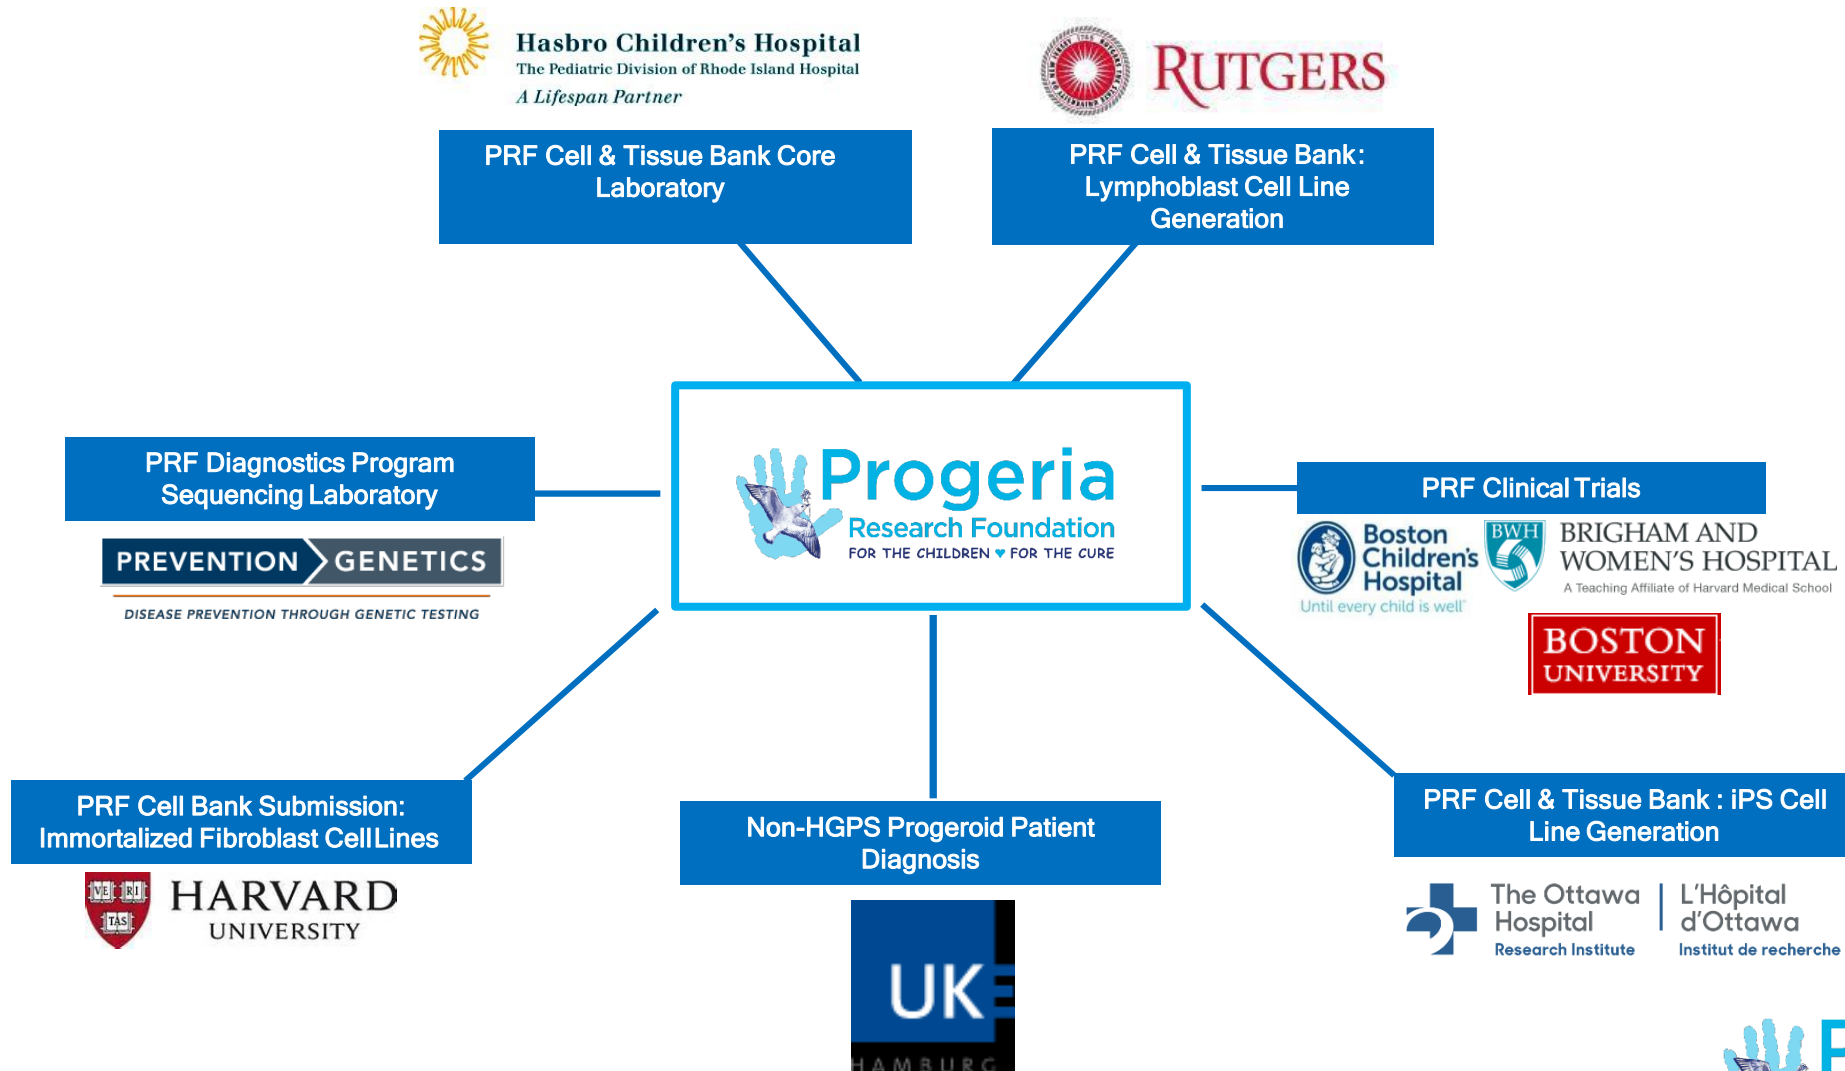 Hasbro Children's Hospital
The Pediatric Division of Rhode Island Hospital
A Lifespan Partner
RUTGERS
PRF Cell & Tissue Bank Core
Laboratory
PRF Cell & Tissue Bank:
Lymphoblast Cell Line
Generation
Progeria
Research Foundation
FOR THE CHILDREN ♥ FOR THE CURE
PRF Diagnostics Program
Sequencing Laboratory
PREVENTION GENETICS
DISEASE PREVENTION THROUGH GENETIC TESTING
PRF Clinical Trials
Boston
Children's
Hospital
Until every child is well
BWH
BRIGHAM AND
WOMEN'S HOSPITAL
A Teaching Affiliate of Harvard Medical School
BOSTON
UNIVERSITY
PRF Cell Bank Submission:
Immortalized Fibroblast Cell Lines
VE RI
TAS
HARVARD
UNIVERSITY
Non-HGPS Progeroid Patient
Diagnosis
UKE
HAMBURG
PRF Cell & Tissue Bank : iPS Cell
Line Generation
The Ottawa
Hospital
Research Institute
L'Hôpital
d'Ottawa
Institut de recherche
P